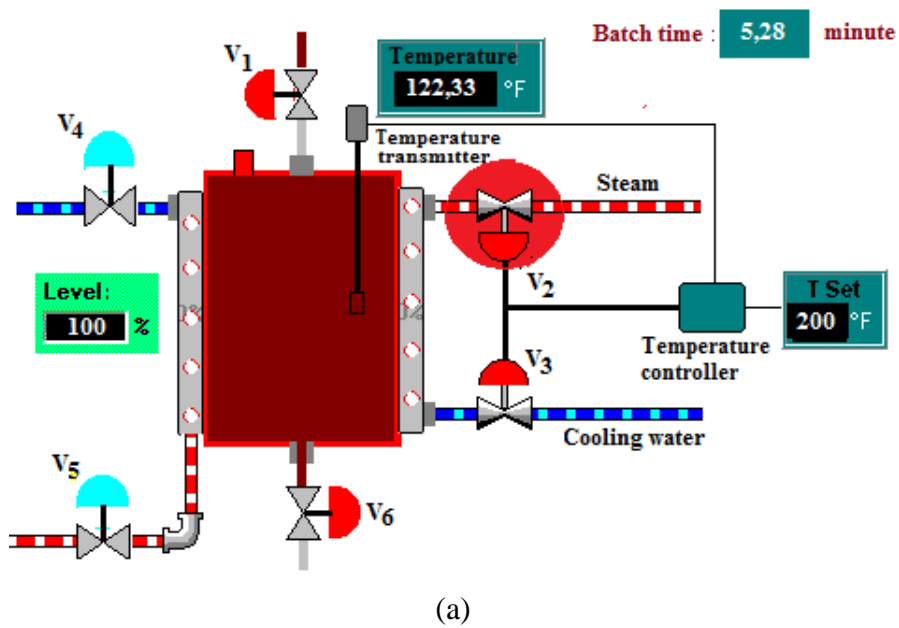 Batch time : 5,28 minute
V1
Temperature
122,33 °F
Temperature
transmitter
V4
Steam
Level:
100 %
V2
T Set
200 °F
Temperature
controller
V3
Cooling water
V5
V6
(a)